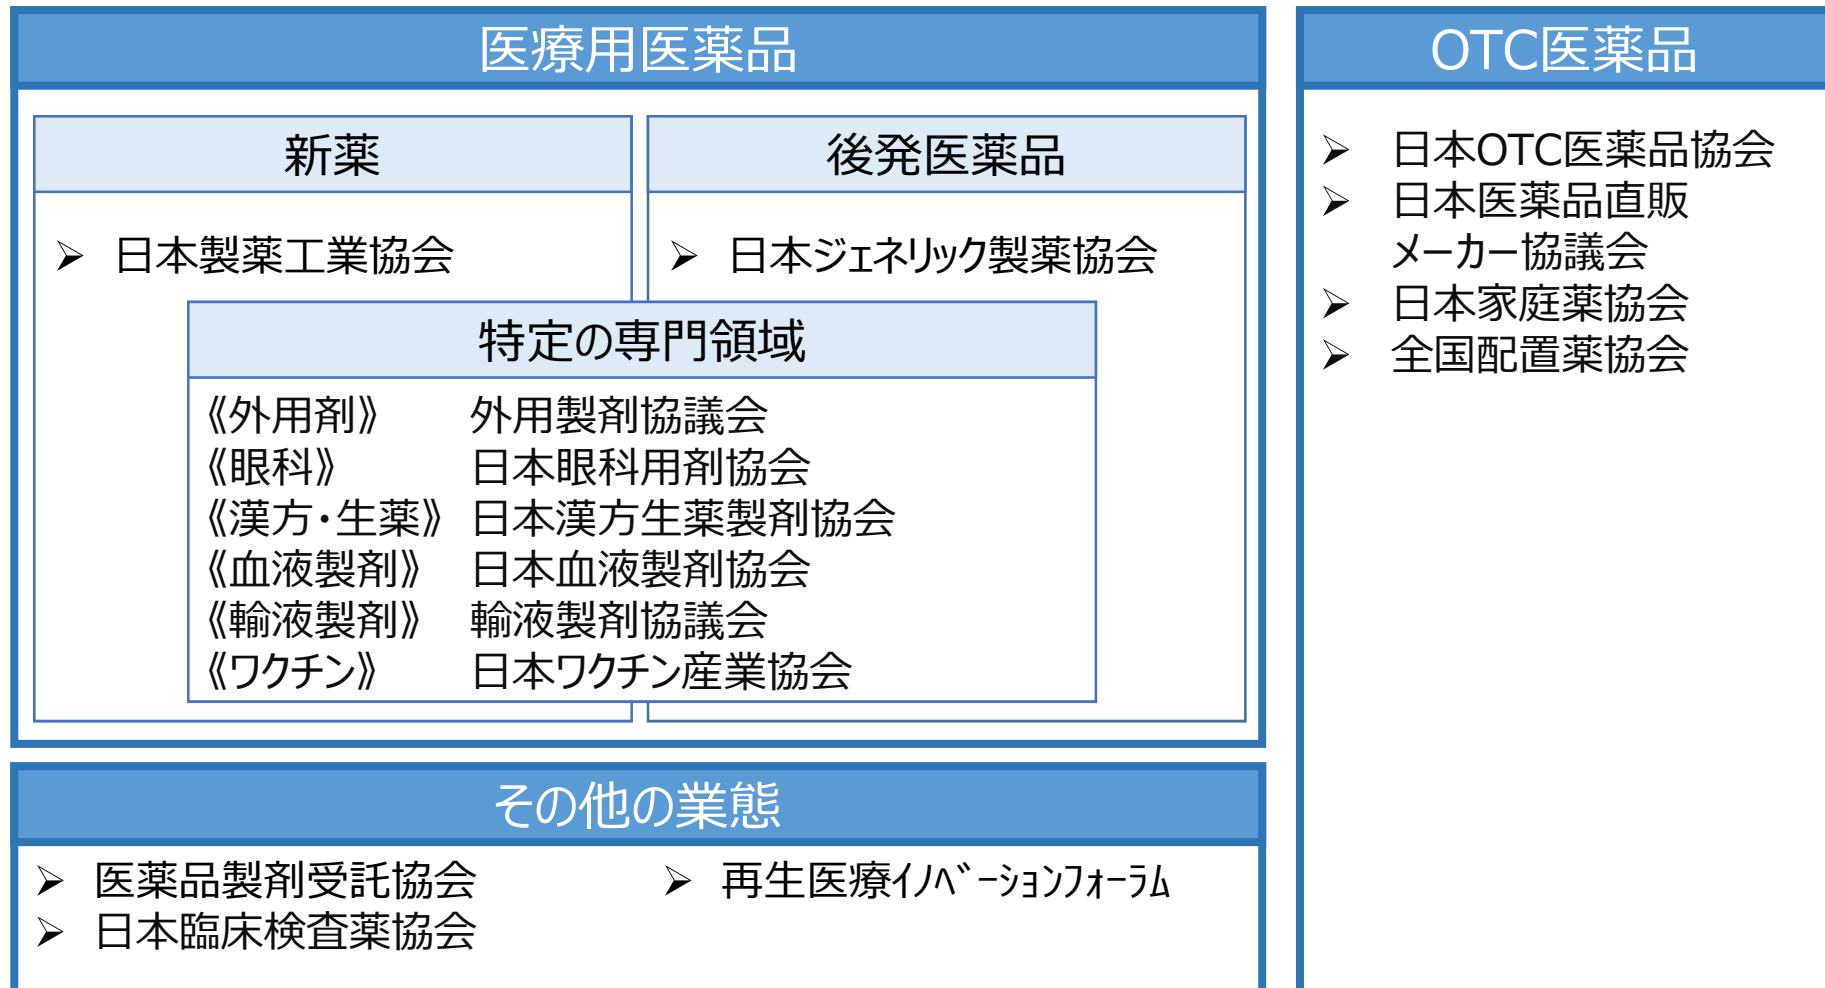 医療用医薬品
新薬
➢ 日本製薬工業協会
後発医薬品
➢ 日本ジェネリック製薬協会
特定の専門領域
《外用剤》 外用製剤協議会
《眼科》 日本眼科用剤協会
《漢方・生薬》 日本漢方生薬製剤協会
《血液製剤》 日本血液製剤協会
《輸液製剤》 輸液製剤協議会
《ワクチン》 日本ワクチン産業協会
その他の業態
➢ 医薬品製剤受託協会
➢ 日本臨床検査薬協会
➢ 再生医療ｲﾉﾍﾞｰｼｮﾝﾌｫｰﾗﾑ
OTC医薬品
➢ 日本OTC医薬品協会
➢ 日本医薬品直販
メーカー協議会
➢ 日本家庭薬協会
➢ 全国配置薬協会